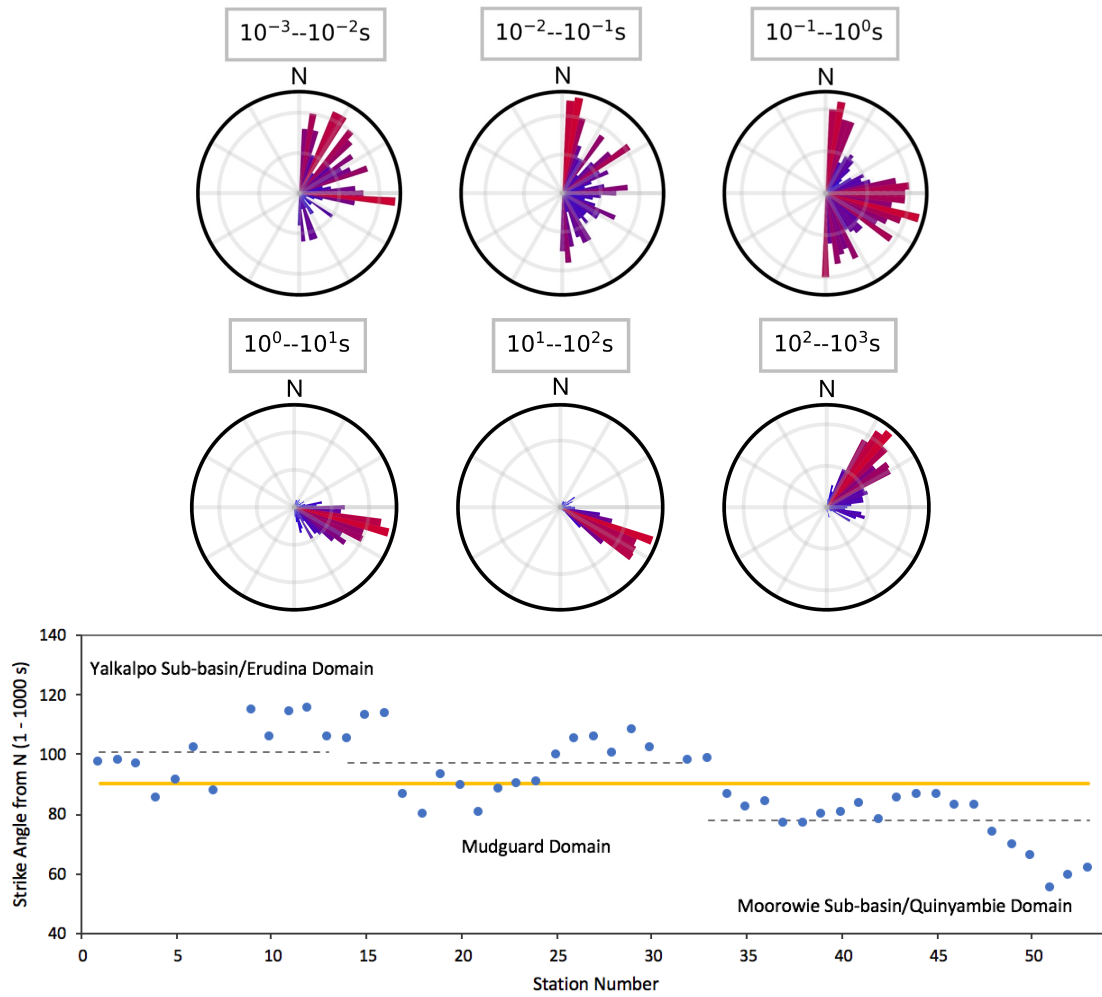 10⁻³--10⁻²s
10⁻²--10⁻¹s
10⁻¹--10⁰s
N
N
N
10⁰--10¹s
10¹--10²s
10²--10³s
N
N
N
Strike Angle from N (1 - 1000 s)
140
120
100
80
60
40
Yalkalpo Sub-basin/Erudina Domain
Mudguard Domain
Moorowie Sub-basin/Quinyambie Domain
0 5 10 15 20 25 30 35 40 45 50
Station Number